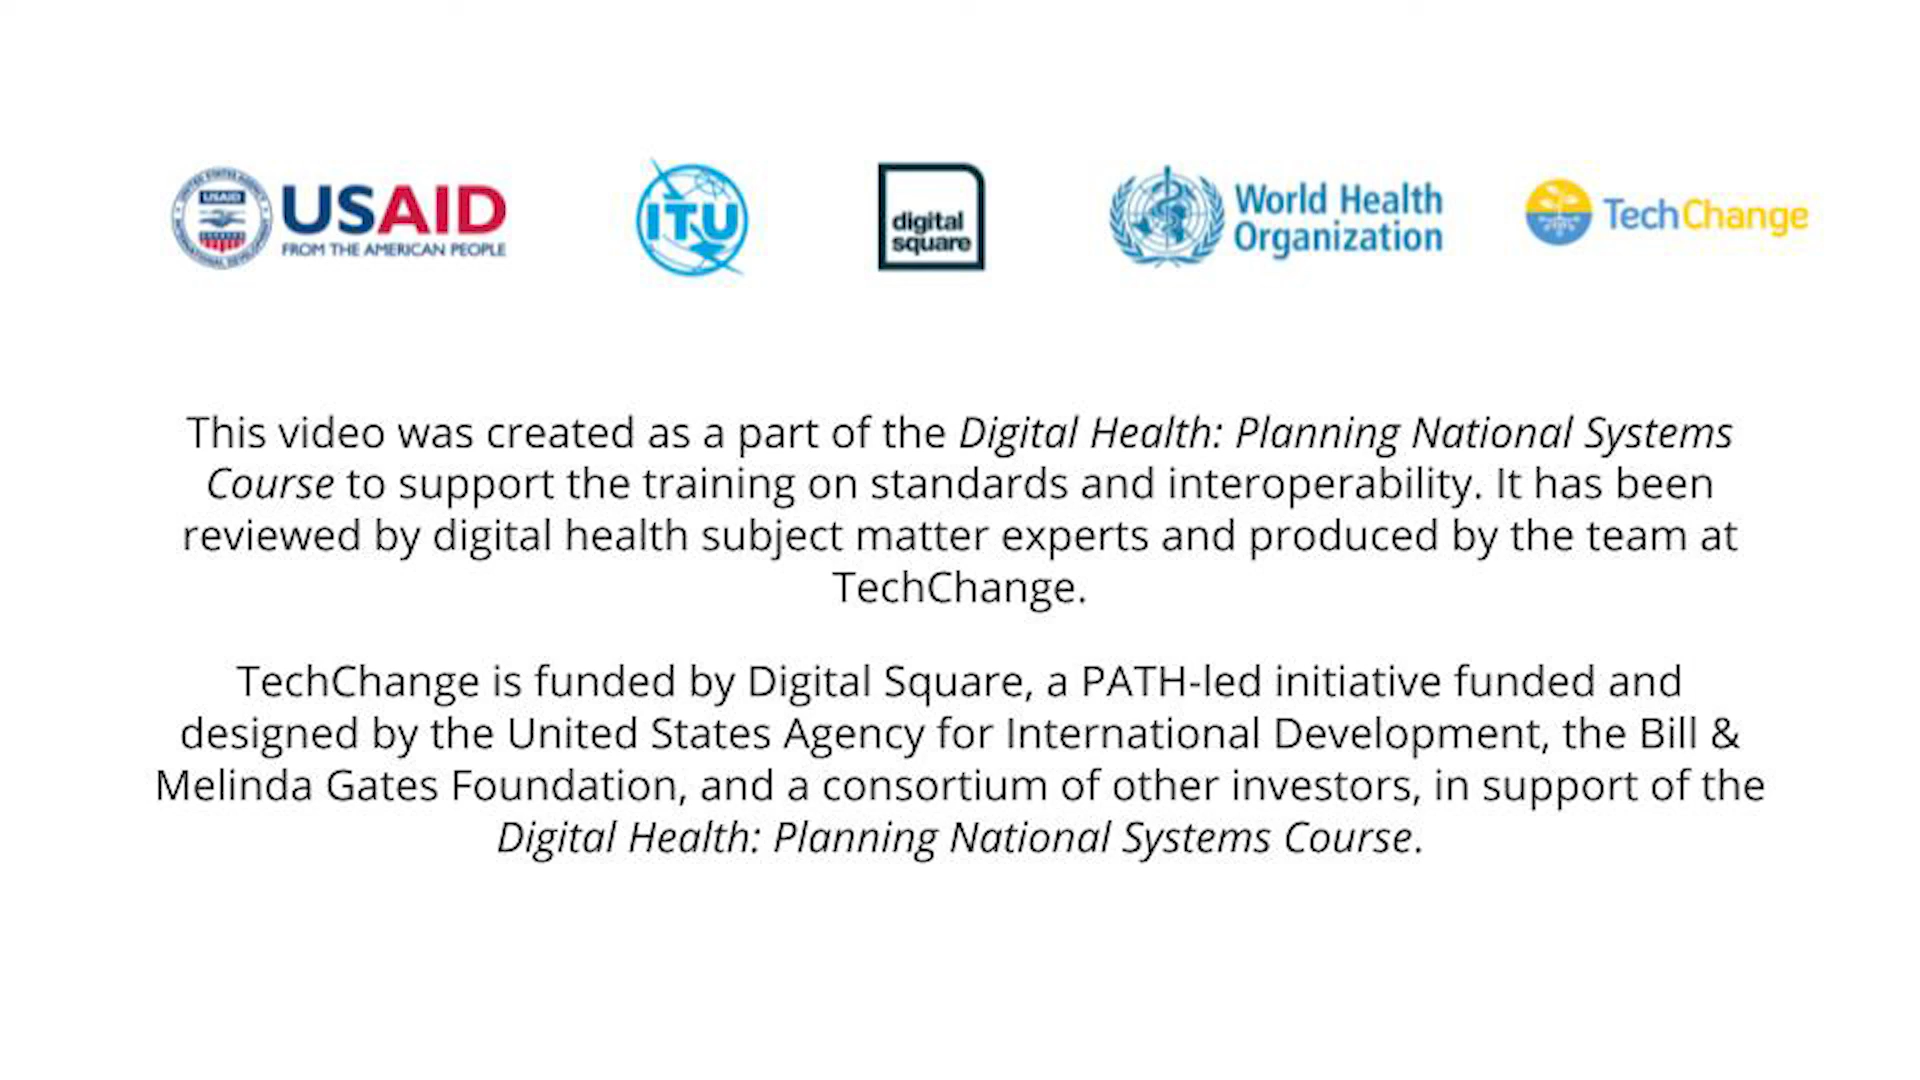 USAID
USAID
FROM THE AMERICAN PEOPLE
ITU
digital
square
World Health
Organization
TechChange
This video was created as a part of the Digital Health: Planning National Systems
Course to support the training on standards and interoperability. It has been
reviewed by digital health subject matter experts and produced by the team at
TechChange.
TechChange is funded by Digital Square, a PATH-led initiative funded and
designed by the United States Agency for International Development, the Bill &
Melinda Gates Foundation, and a consortium of other investors, in support of the
Digital Health: Planning National Systems Course.